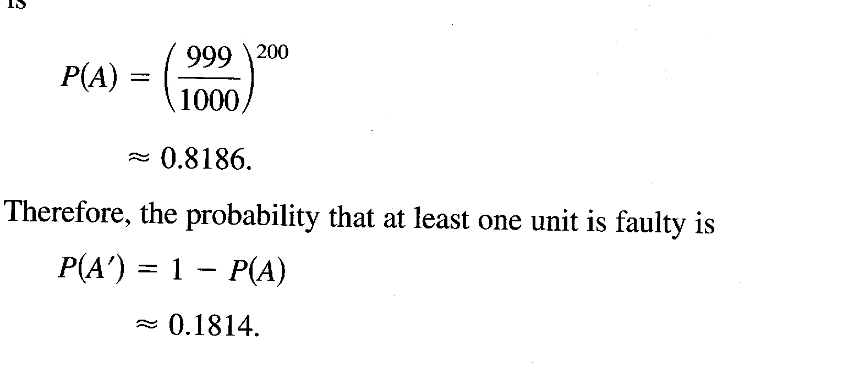 is
P(A) = (999/1000)^200
≈ 0.8186.
Therefore, the probability that at least one unit is faulty is
P(A′) = 1 − P(A)
≈ 0.1814.